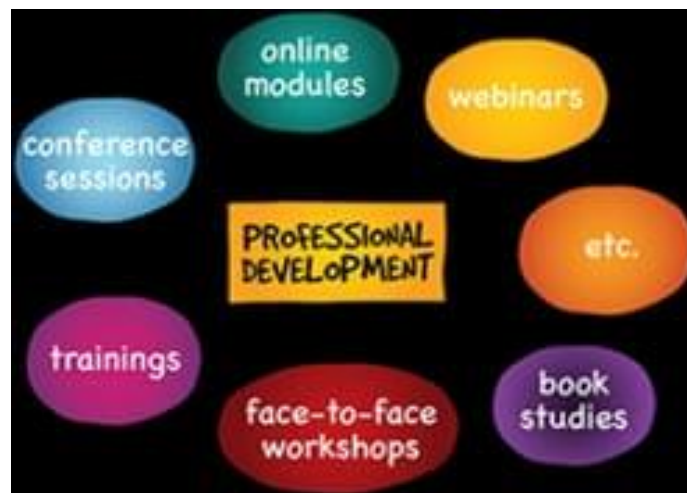 online
modules
webinars
conference
sessions
PROFESSIONAL
DEVELOPMENT
etc.
trainings
book
studies
face-to-face
workshops